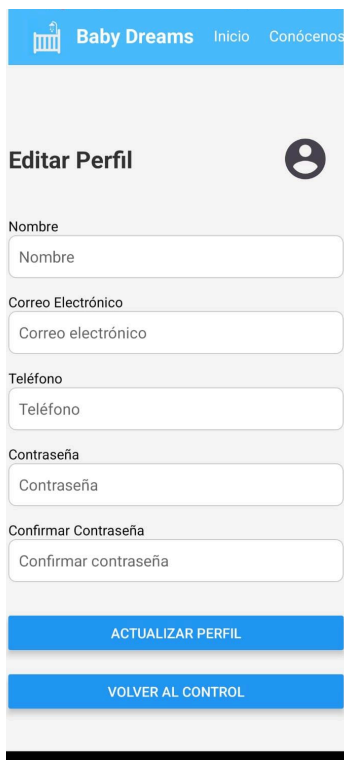 Baby Dreams Inicio Conócenos
Editar Perfil
Nombre
Nombre
Correo Electrónico
Correo electrónico
Teléfono
Teléfono
Contraseña
Contraseña
Confirmar Contraseña
Confirmar contraseña
ACTUALIZAR PERFIL
VOLVER AL CONTROL